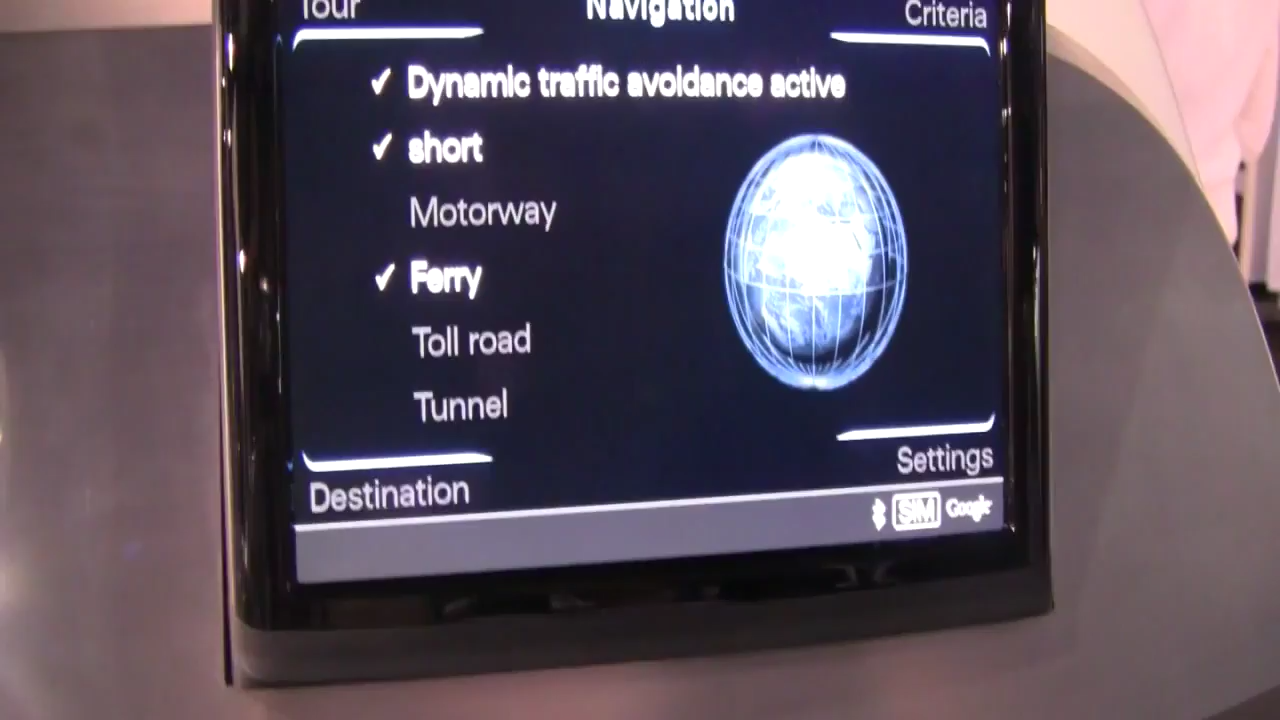 Tour Navigation Criteria
✓ Dynamic traffic avoidance active
✓ short
Motorway
✓ Ferry
Toll road
Tunnel
Destination Settings
SIM Google